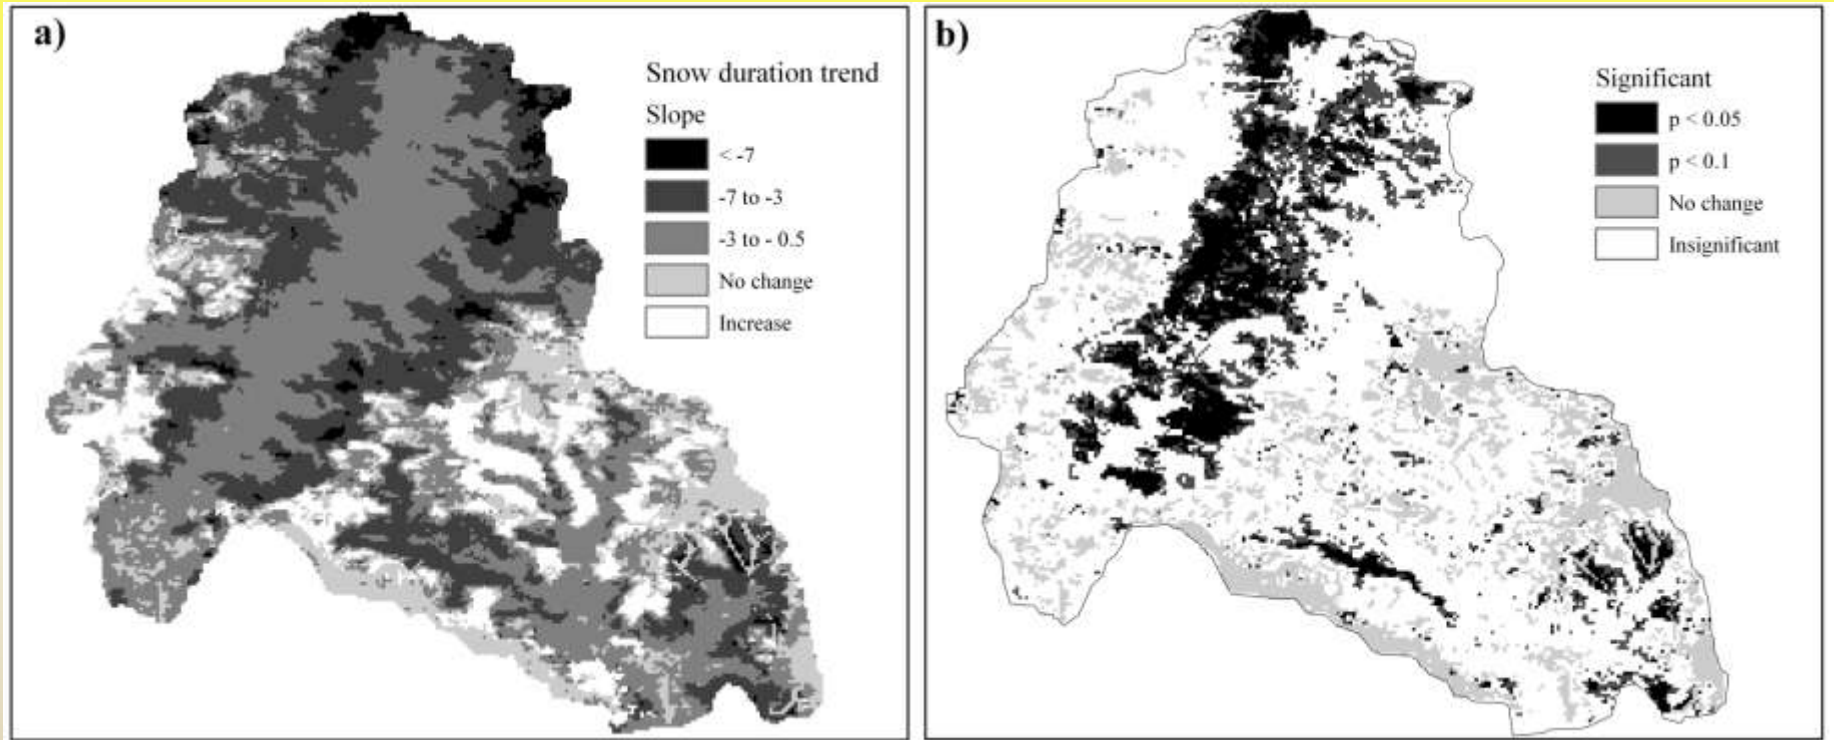 a)
Snow duration trend
Slope
< -7
-7 to -3
-3 to - 0.5
No change
Increase
b)
Significant
p < 0.05
p < 0.1
No change
Insignificant